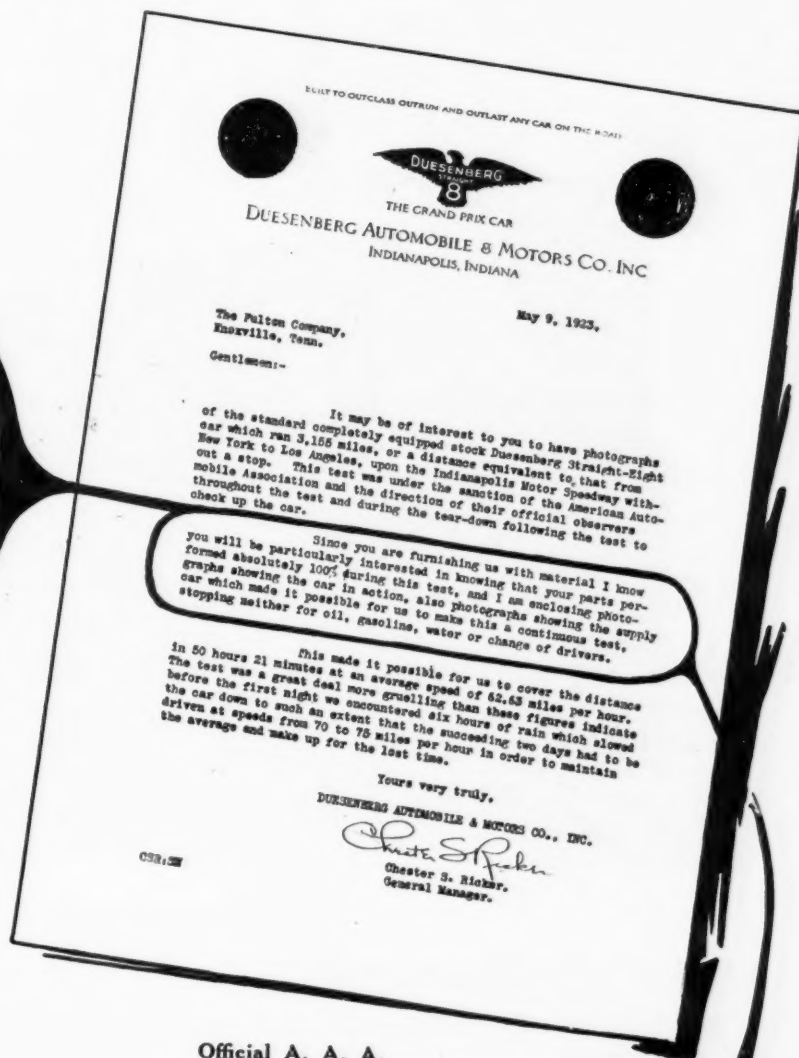 BUILT TO OUTCLASS OUTRUN AND OUTLAST ANY CAR ON THE ROAD
DUESENBERG
STRAIGHT
8
THE GRAND PRIX CAR
DUESENBERG AUTOMOBILE & MOTORS CO. INC
INDIANAPOLIS, INDIANA
May 9, 1923.
The Fulton Company,
Knoxville, Tenn.
Gentlemen:-
It may be of interest to you to have photographs
of the standard completely equipped stock Duesenberg Straight-Eight
car which ran 3,155 miles, or a distance equivalent to that from
New York to Los Angeles, upon the Indianapolis Motor Speedway with-
out a stop. This test was under the sanction of the American Auto-
mobile Association and the direction of their official observers
throughout the test and during the tear-down following the test to
check up the car.
Since you are furnishing us with material I know
you will be particularly interested in knowing that your parts per-
formed absolutely 100% during this test, and I am enclosing photo-
graphs showing the car in action, also photographs showing the supply
car which made it possible for us to make this a continuous test,
stopping neither for oil, gasoline, water or change of drivers.
This made it possible for us to cover the distance
in 50 hours 21 minutes at an average speed of 62.63 miles per hour.
The test was a great deal more gruelling than these figures indicate
before the first night we encountered six hours of rain which slowed
the car down to such an extent that the succeeding two days had to be
driven at speeds from 70 to 75 miles per hour in order to maintain
the average and make up for the lost time.
Yours very truly,
DUESENBERG AUTOMOBILE & MOTORS CO., INC.
Chester S Ricker
Chester S. Ricker.
General Manager.
CSR:SM
Official A. A. A.